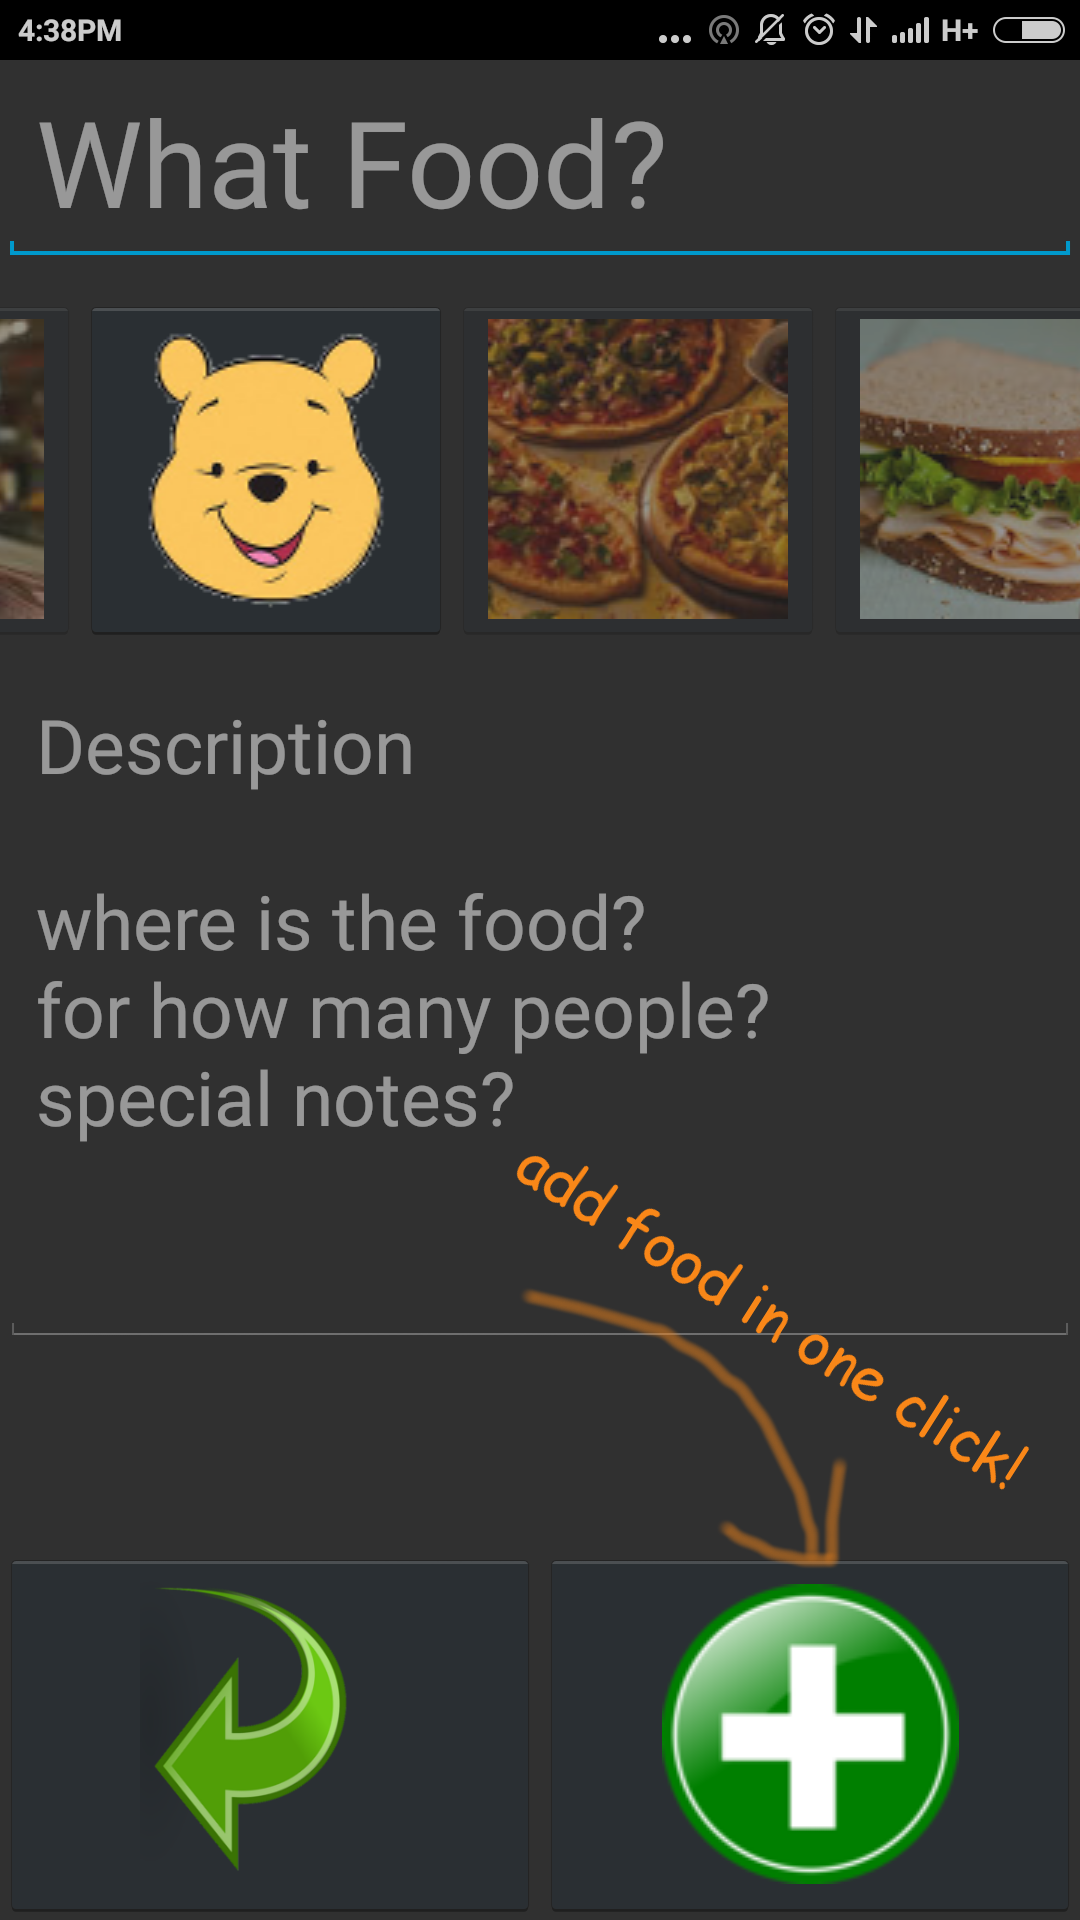 4:38PM
H+
What Food?
Description
where is the food?
for how many people?
special notes?
add food in one click!